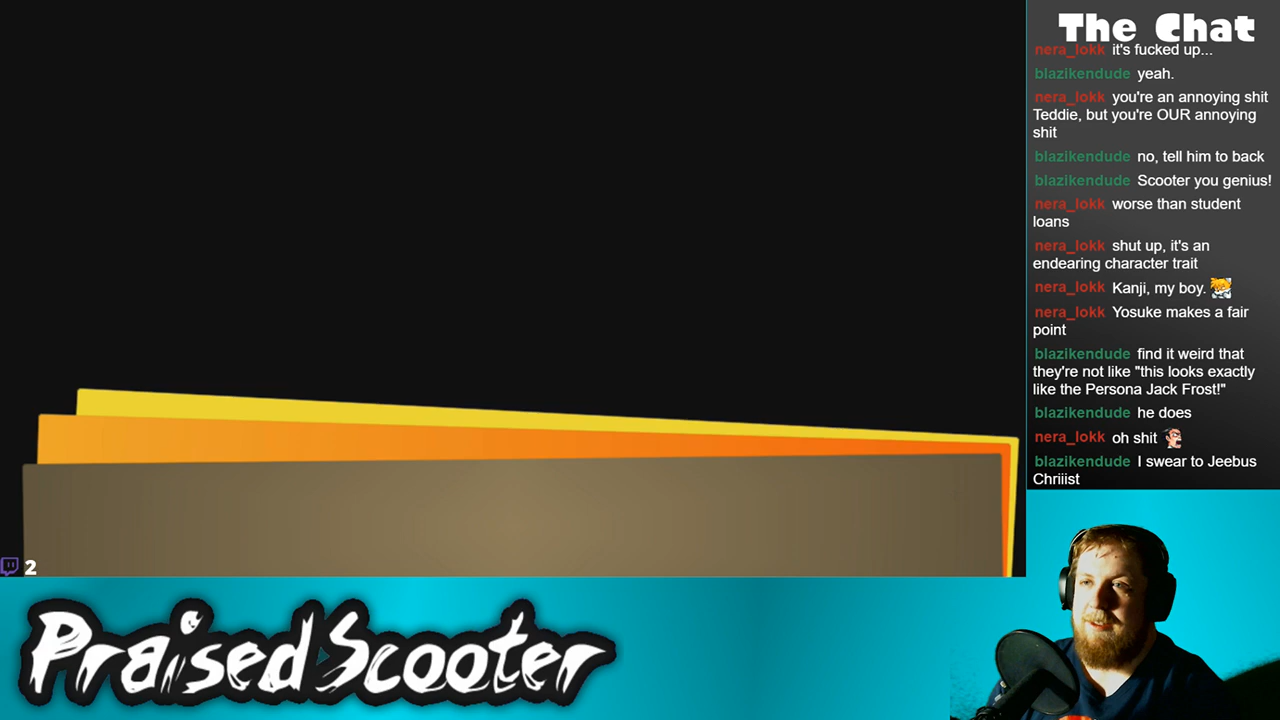 The Chat
nera_lokk it's fucked up...
blazikendude yeah.
nera_lokk you're an annoying shit
Teddie, but you're OUR annoying
shit
blazikendude no, tell him to back
blazikendude Scooter you genius!
nera_lokk worse than student
loans
nera_lokk shut up, it's an
endearing character trait
nera_lokk Kanji, my boy.
nera_lokk Yosuke makes a fair
point
blazikendude find it weird that
they're not like "this looks exactly
like the Persona Jack Frost!"
blazikendude he does
nera_lokk oh shit
blazikendude I swear to Jeebus
Chriiist
2
PraisedScooter